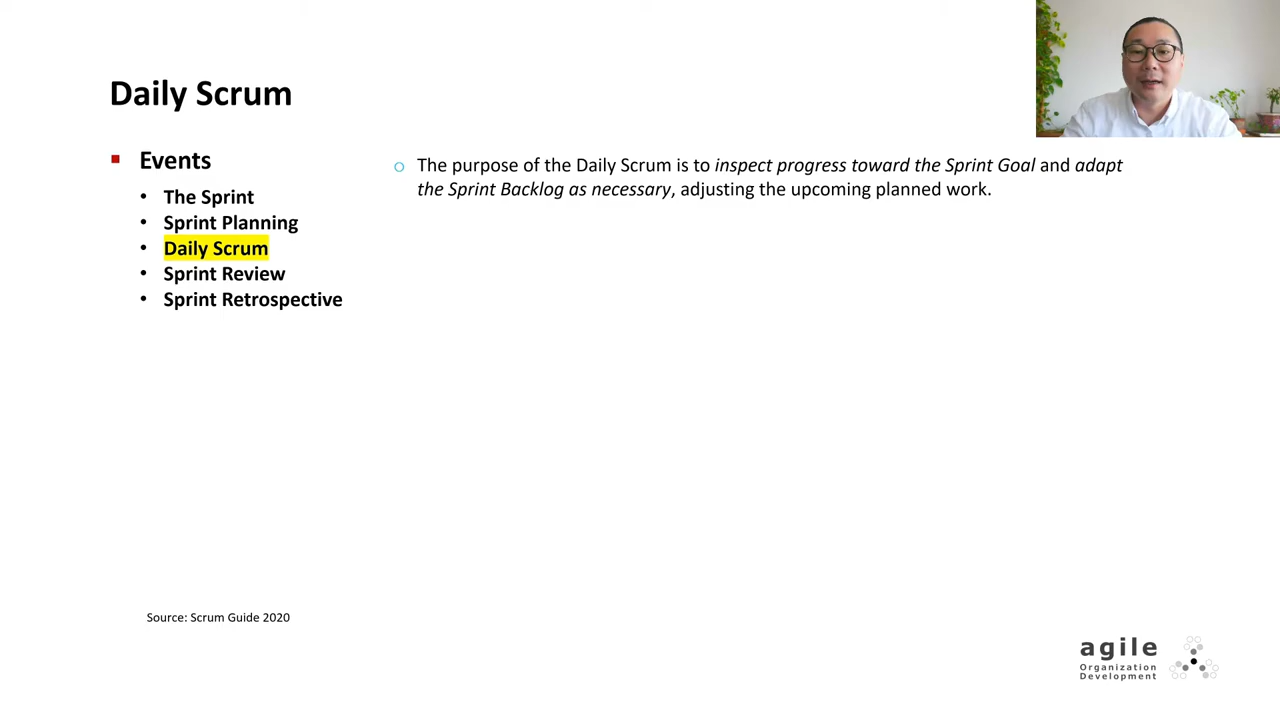 Daily Scrum
Events
The Sprint
Sprint Planning
Daily Scrum
Sprint Review
Sprint Retrospective
The purpose of the Daily Scrum is to inspect progress toward the Sprint Goal and adapt
the Sprint Backlog as necessary, adjusting the upcoming planned work.
Source: Scrum Guide 2020
agile
Organization
Development